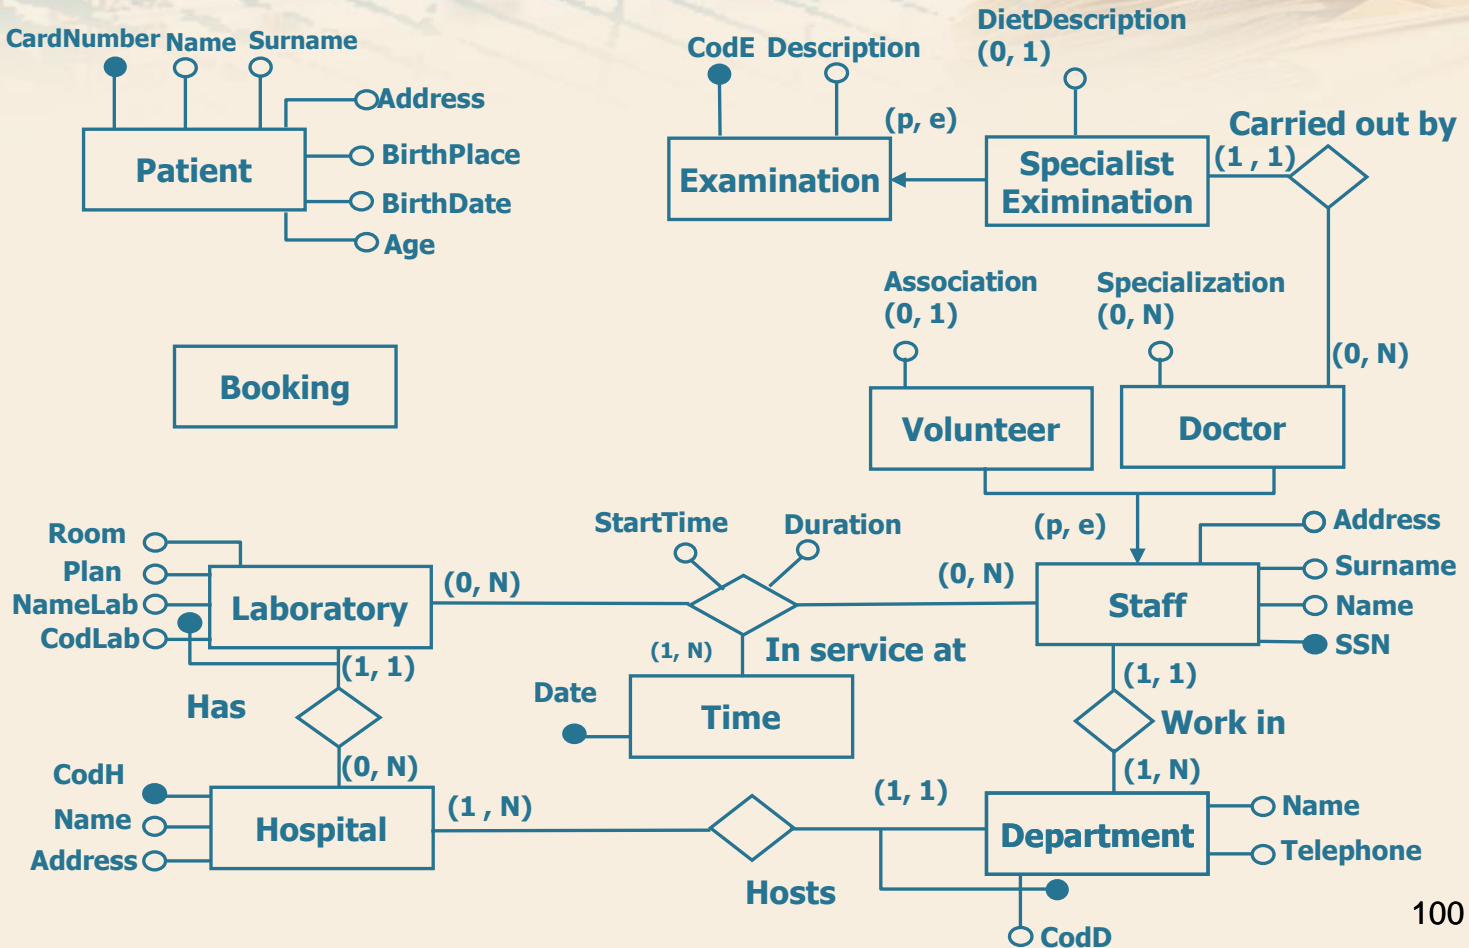 DietDescription
(0, 1)
CardNumber Name Surname
CodE Description
Address
(p, e)
Carried out by
Patient
BirthPlace
Examination
Specialist
Eximination
(1 , 1)
BirthDate
Age
Association
(0, 1)
Specialization
(0, N)
(0, N)
Booking
Volunteer
Doctor
Room
StartTime
Duration
(p, e)
Address
Plan
(0, N)
(0, N)
Surname
NameLab
Laboratory
Staff
Name
CodLab
SSN
(1, 1)
(1, N)
In service at
(1, 1)
Has
Date
Time
Work in
(0, N)
(1, N)
CodH
(1 , N)
(1, 1)
Name
Name
Hospital
Department
Address
Telephone
Hosts
CodD
100